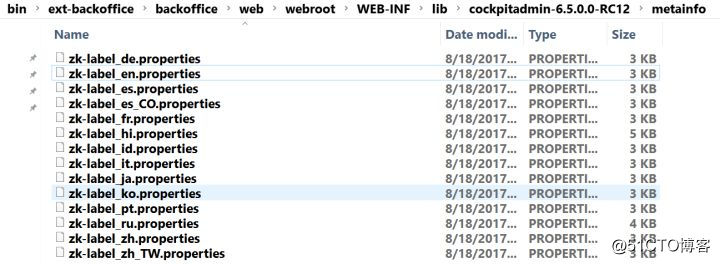 bin > ext-backoffice > backoffice > web > webroot > WEB-INF > lib > cockpitadmin-6.5.0.0-RC12 > metainfo
Name Date modi... Type Size
zk-label_de.properties 8/18/2017... PROPERTI... 3 KB
zk-label_en.properties 8/18/2017... PROPERTI... 3 KB
zk-label_es.properties 8/18/2017... PROPERTI... 3 KB
zk-label_es_CO.properties 8/18/2017... PROPERTI... 3 KB
zk-label_fr.properties 8/18/2017... PROPERTI... 3 KB
zk-label_hi.properties 8/18/2017... PROPERTI... 5 KB
zk-label_id.properties 8/18/2017... PROPERTI... 3 KB
zk-label_it.properties 8/18/2017... PROPERTI... 3 KB
zk-label_ja.properties 8/18/2017... PROPERTI... 3 KB
zk-label_ko.properties 8/18/2017... PROPERTI... 3 KB
zk-label_pt.properties 8/18/2017... PROPERTI... 3 KB
zk-label_ru.properties 8/18/2017... PROPERTI... 4 KB
zk-label_zh.properties 8/18/2017... PROPERTI... 3 KB
zk-label_zh_TW.properties 8/18/2017... PROPERTI... 3 KB
@51CTO博客